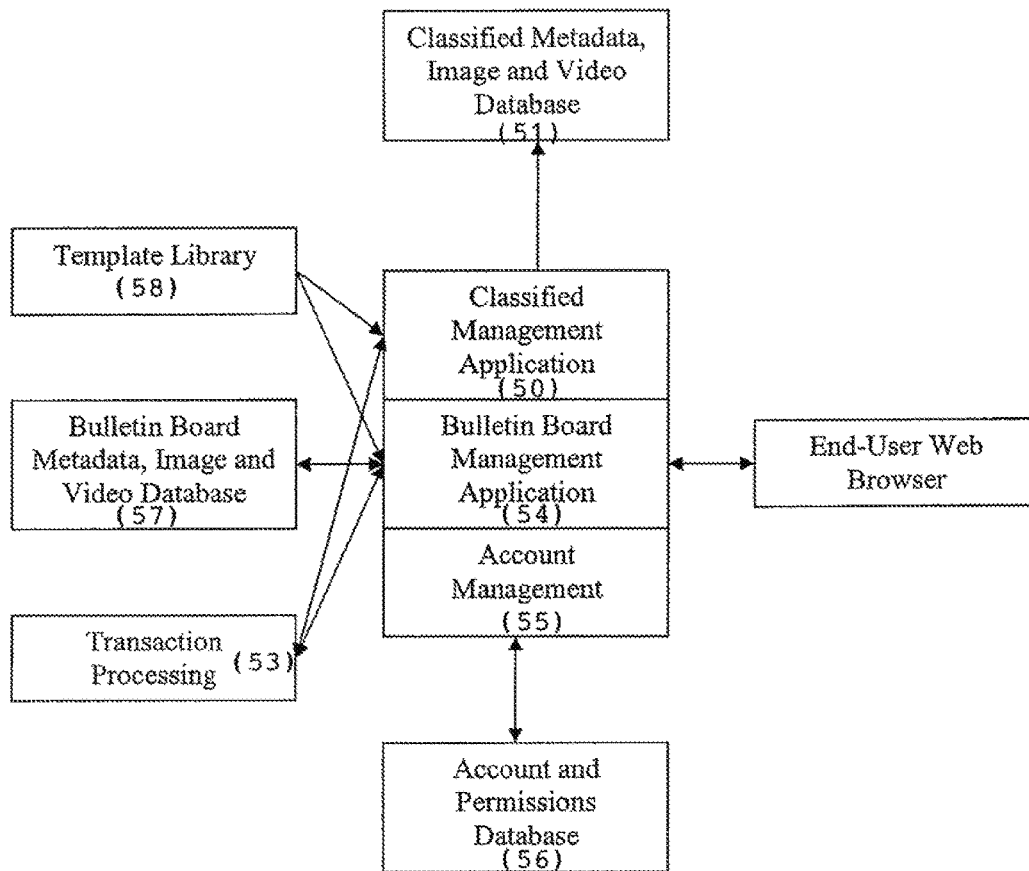 Classified Metadata,
Image and Video
Database
(51)
Template Library
(58)
Classified
Management
Application
(50)
Bulletin Board
Metadata, Image and
Video Database
(57)
Bulletin Board
Management
Application
(54)
End-User Web
Browser
Account
Management
(55)
Transaction
Processing (53)
Account and
Permissions
Database
(56)